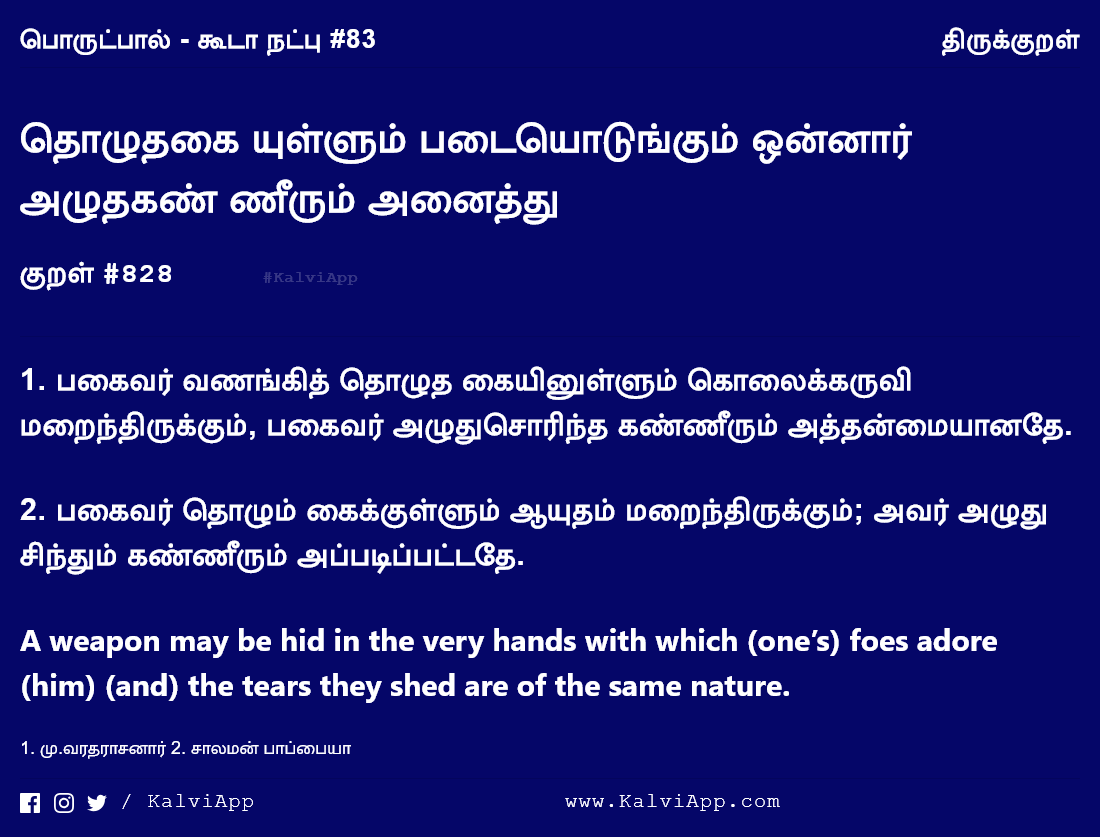 பொருட்பால் - கூடா நட்பு #83
திருக்குறள்
தொழுதகை யுள்ளும் படையொடுங்கும் ஒன்னார்
அழுதகண் ணீரும் அனைத்து
குறள் #828
#KalviApp
1. பகைவர் வணங்கித் தொழுத கையினுள்ளும் கொலைக்கருவி
மறைந்திருக்கும், பகைவர் அழுதுசொரிந்த கண்ணீரும் அத்தன்மையானதே.
2. பகைவர் தொழும் கைக்குள்ளும் ஆயுதம் மறைந்திருக்கும்; அவர் அழுது
சிந்தும் கண்ணீரும் அப்படிப்பட்டதே.
A weapon may be hid in the very hands with which (one’s) foes adore
(him) (and) the tears they shed are of the same nature.
1. மு.வரதராசனார் 2. சாலமன் பாப்பையா
/ KalviApp
www.KalviApp.com